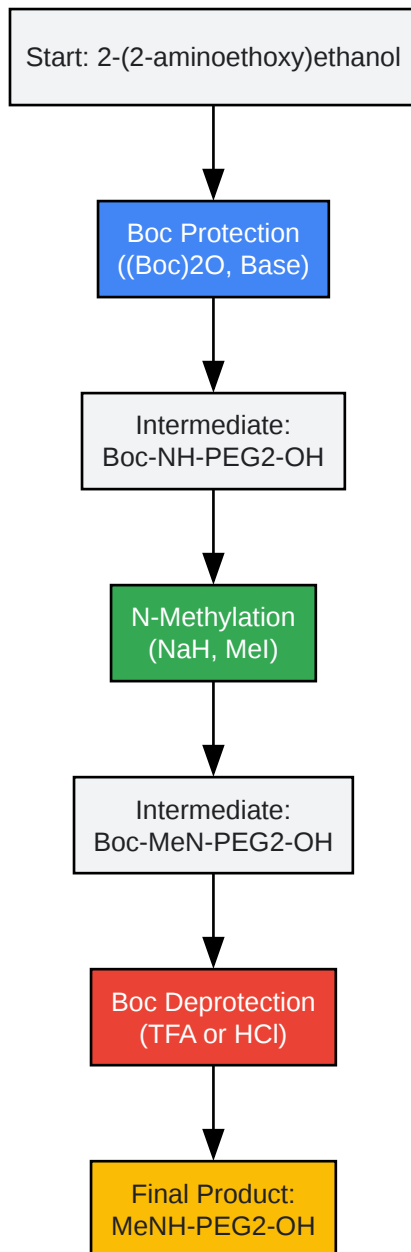 Start: 2-(2-aminoethoxy)ethanol
Boc Protection
((Boc)2O, Base)
Intermediate:
Boc-NH-PEG2-OH
N-Methylation
(NaH, MeI)
Intermediate:
Boc-MeN-PEG2-OH
Boc Deprotection
(TFA or HCl)
Final Product:
MeNH-PEG2-OH